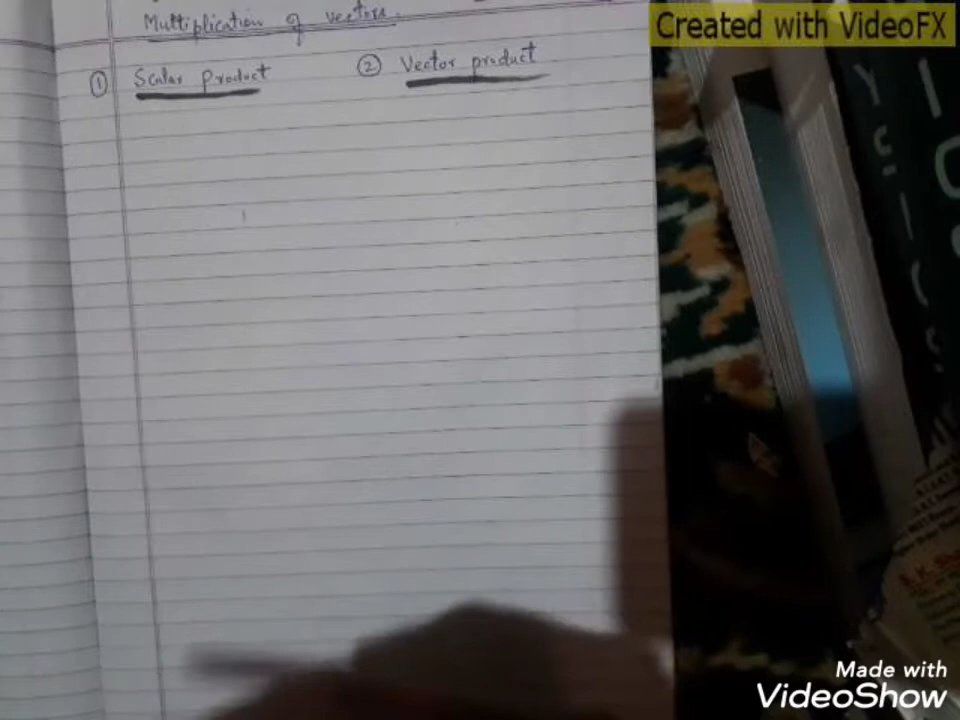 Created with VideoFX
Multiplication of vectors.
① Scalar Product ② Vector product
Made with
VideoShow